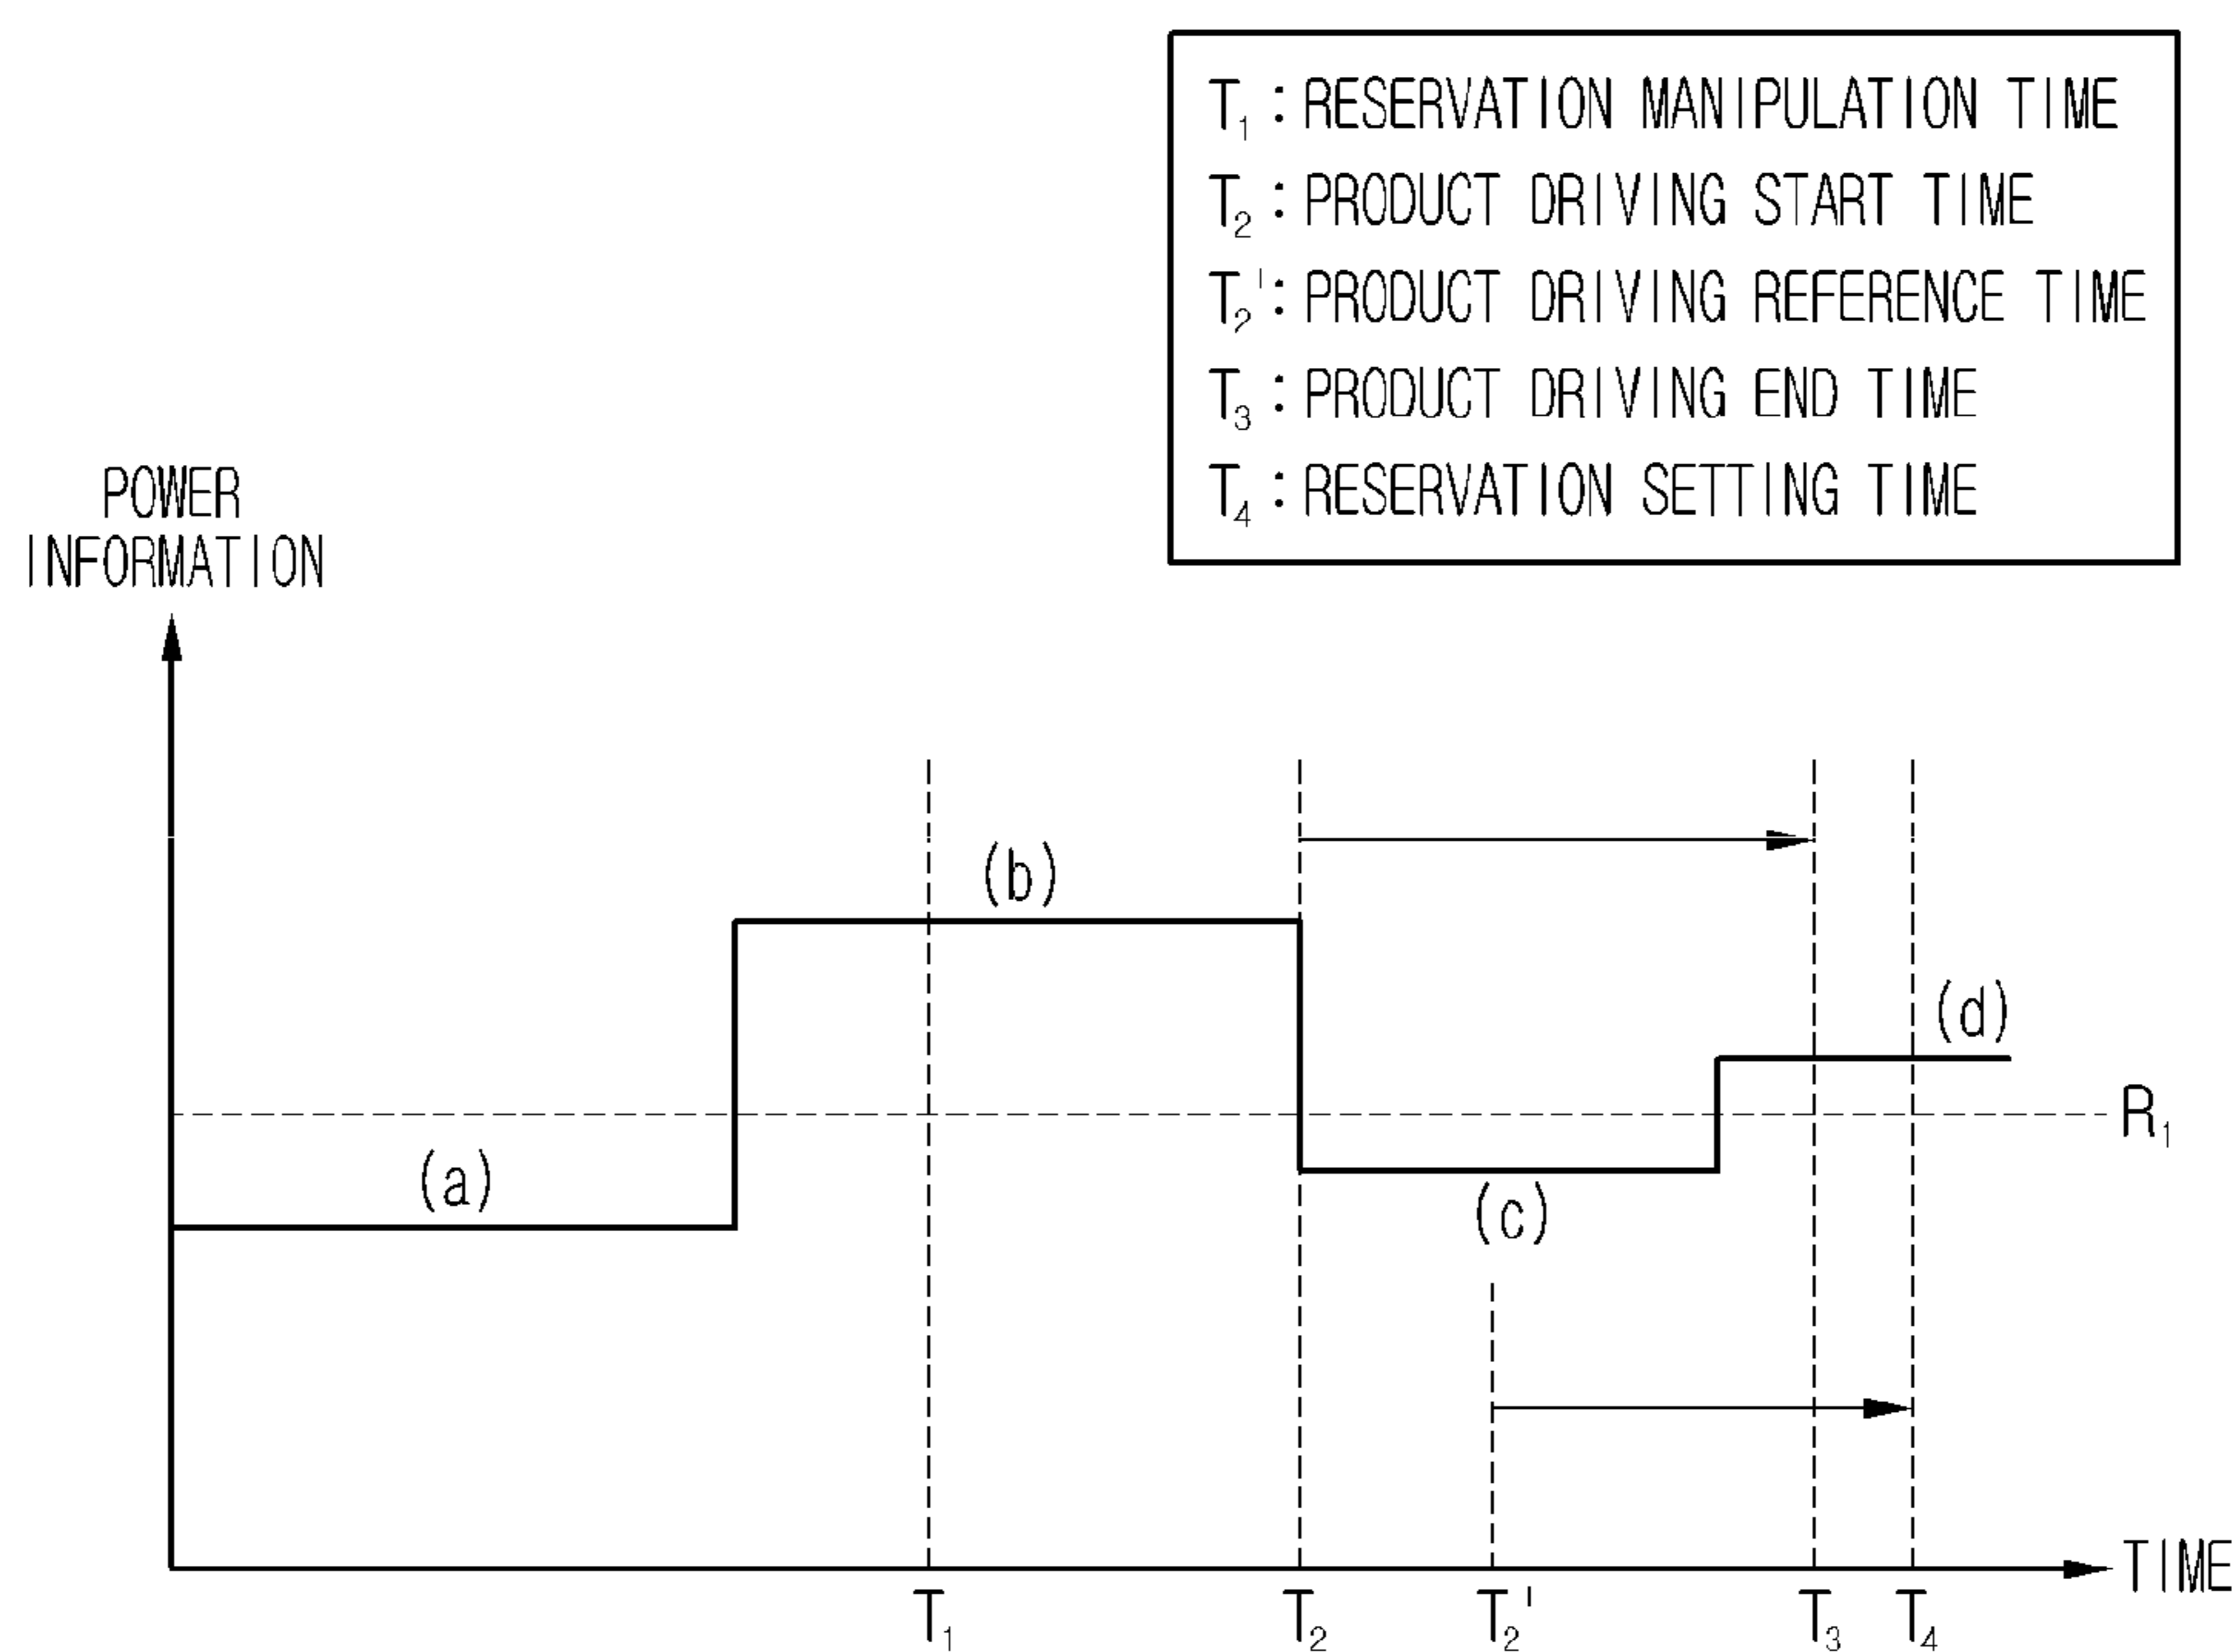 T₁ : RESERVATION MANIPULATION TIME
T₂ : PRODUCT DRIVING START TIME
T₂' : PRODUCT DRIVING REFERENCE TIME
T₃ : PRODUCT DRIVING END TIME
T₄ : RESERVATION SETTING TIME
POWER
INFORMATION
(b)
(d)
R₁
(a)
(c)
TIME
T₁ T₂ T₂' T₃ T₄